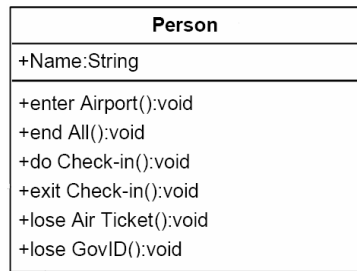 Person
+Name:String
+enter Airport():void
+end All():void
+do Check-in():void
+exit Check-in():void
+lose Air Ticket():void
+lose GovID():void